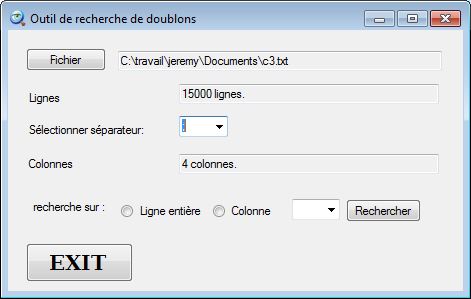 Outil de recherche de doublons
Fichier C:\travail\jeremy\Documents\c3.txt
Lignes 15000 lignes.
Sélectionner séparateur: ;
Colonnes 4 colonnes.
recherche sur : Ligne entière Colonne Rechercher
EXIT